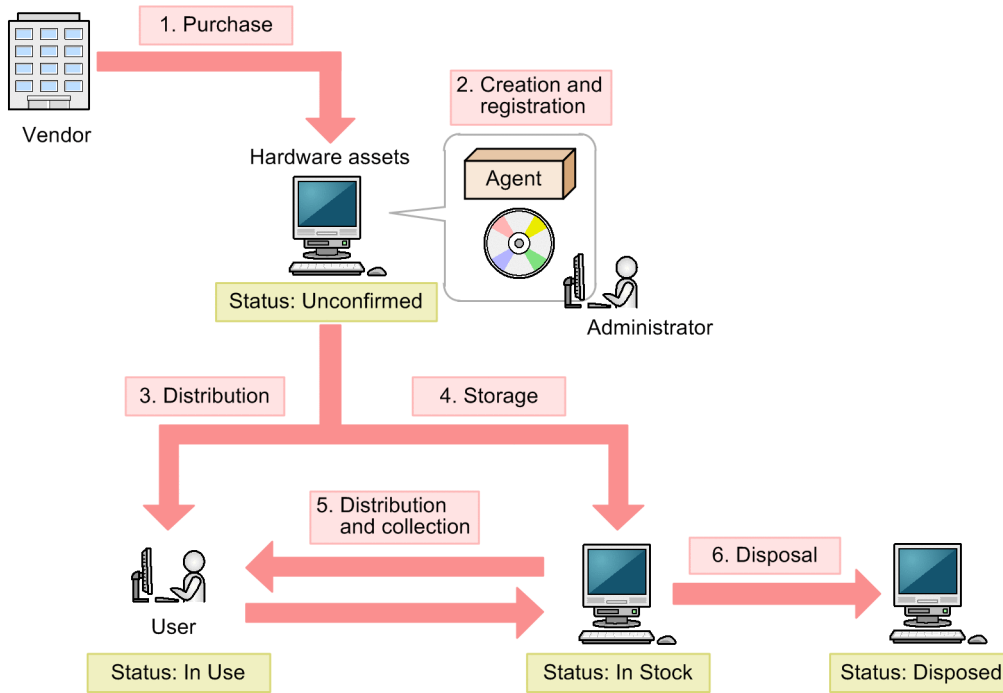 1. Purchase
Vendor
2. Creation and
registration
Hardware assets
Agent
Status: Unconfirmed
Administrator
3. Distribution
4. Storage
5. Distribution
and collection
6. Disposal
User
Status: In Use
Status: In Stock
Status: Disposed